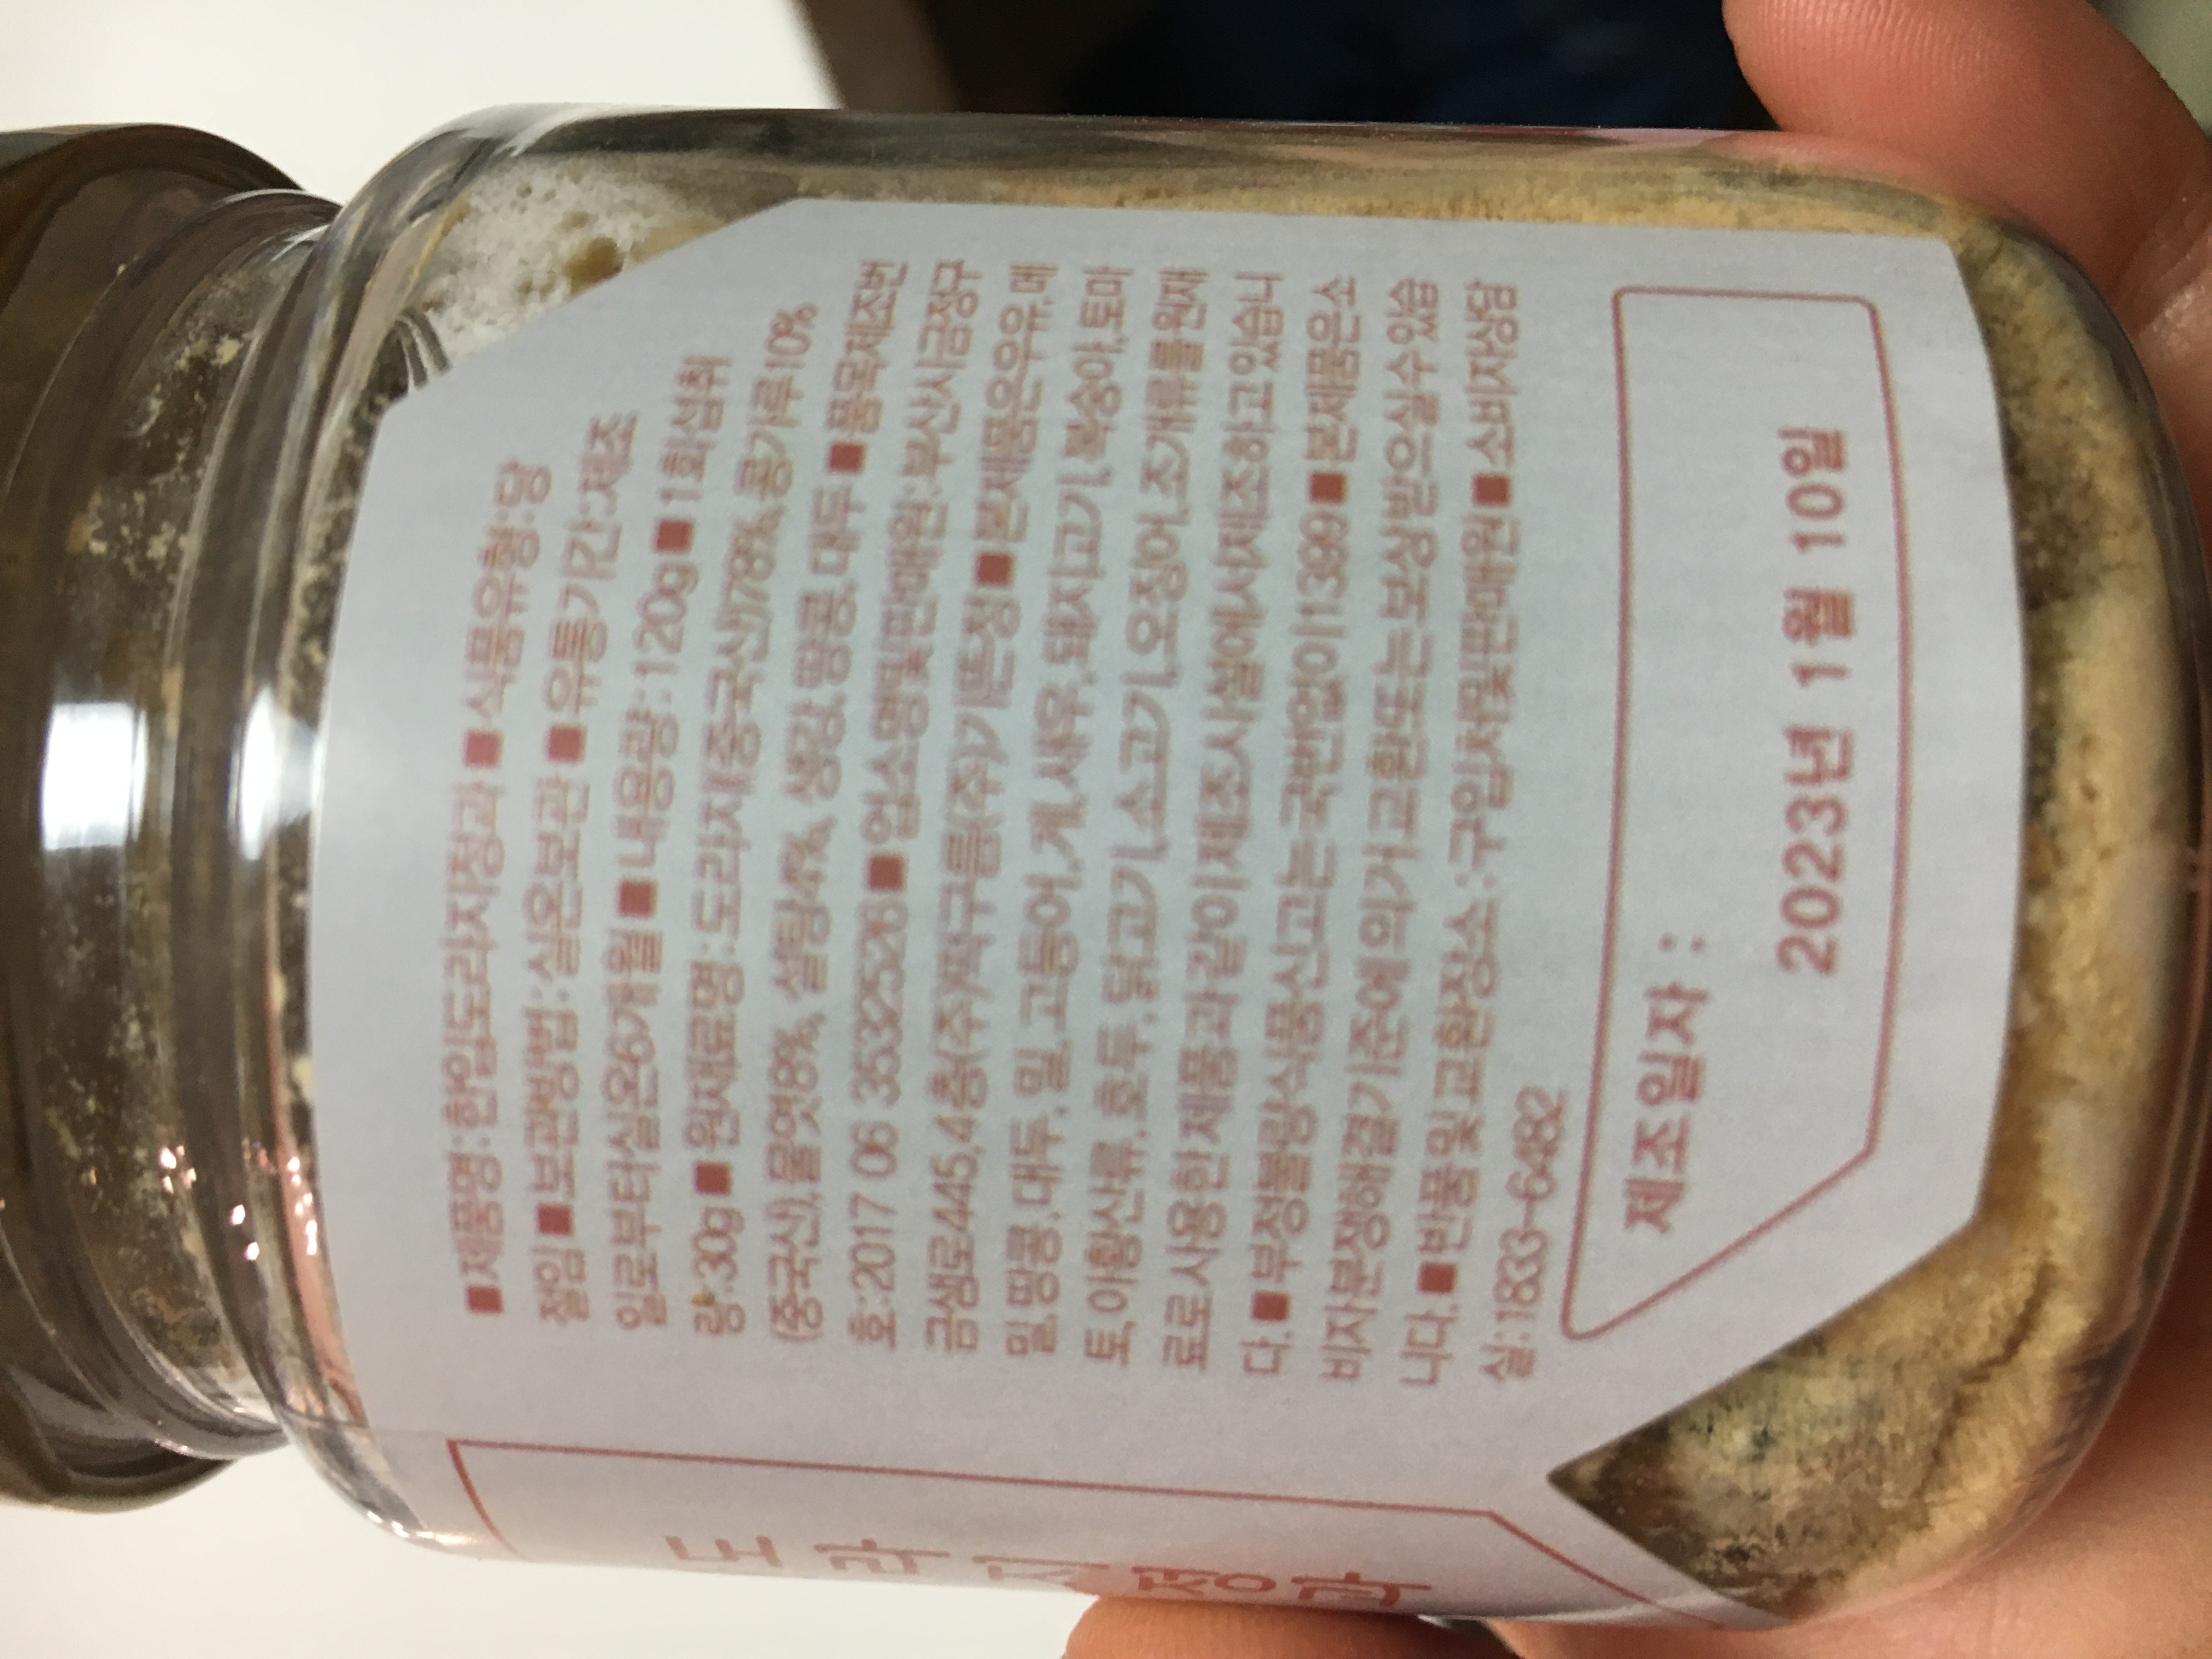 ■제품명:한입도라지정과 ■식품유형:당
절임 ■보관방법:실온보관 ■유통기간:제조
일로부터실온6개월 ■내용량:120g ■1회섭취
량:30g ■원재료명:도라지(중국산)78%,콩가루10%
(중국산),물엿8%, 설탕4%, 생강, 땅콩, 대두 ■품목제조번
호:2017 06 3532526 ■업소명및판매원:부산시금정구
금샘로445,4층(주)짝구틈(주)기뜬정 ■본제품은우유,메
밀,땅콩,대두,밀,고등어,게,새우,돼지고기,복숭아,토마
토,이황산류,호두,닭고기,소고기,오징어,조개류를원재
료로사용한제품과같이제조시설에서제조하고있습니
다. ■부정불량식품신고는국번없이1399 ■본제품은소
비자분쟁해결기준에의거교환또는보상받으실수있습
니다. ■반품및교환장소:구입처및판매원 ■소비자상담
실:1833-6482
제조일자 :
2023년 1월 10일
도라지정과